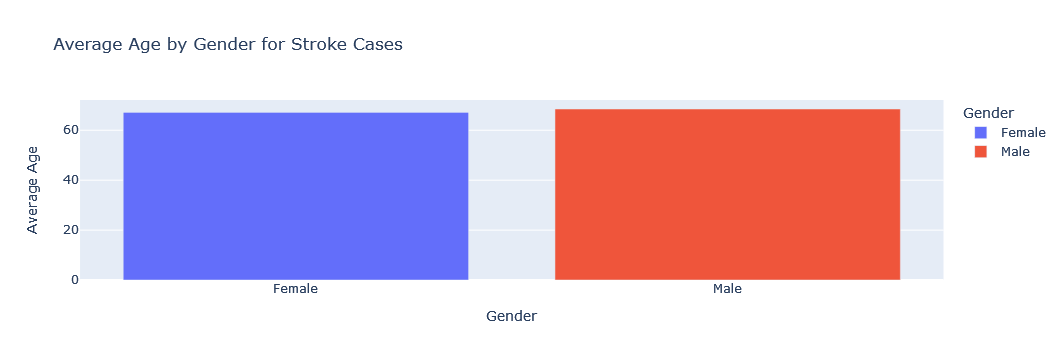 Average Age by Gender for Stroke Cases
Gender
Female
Male
Average Age
60
40
20
0
Female
Male
Gender